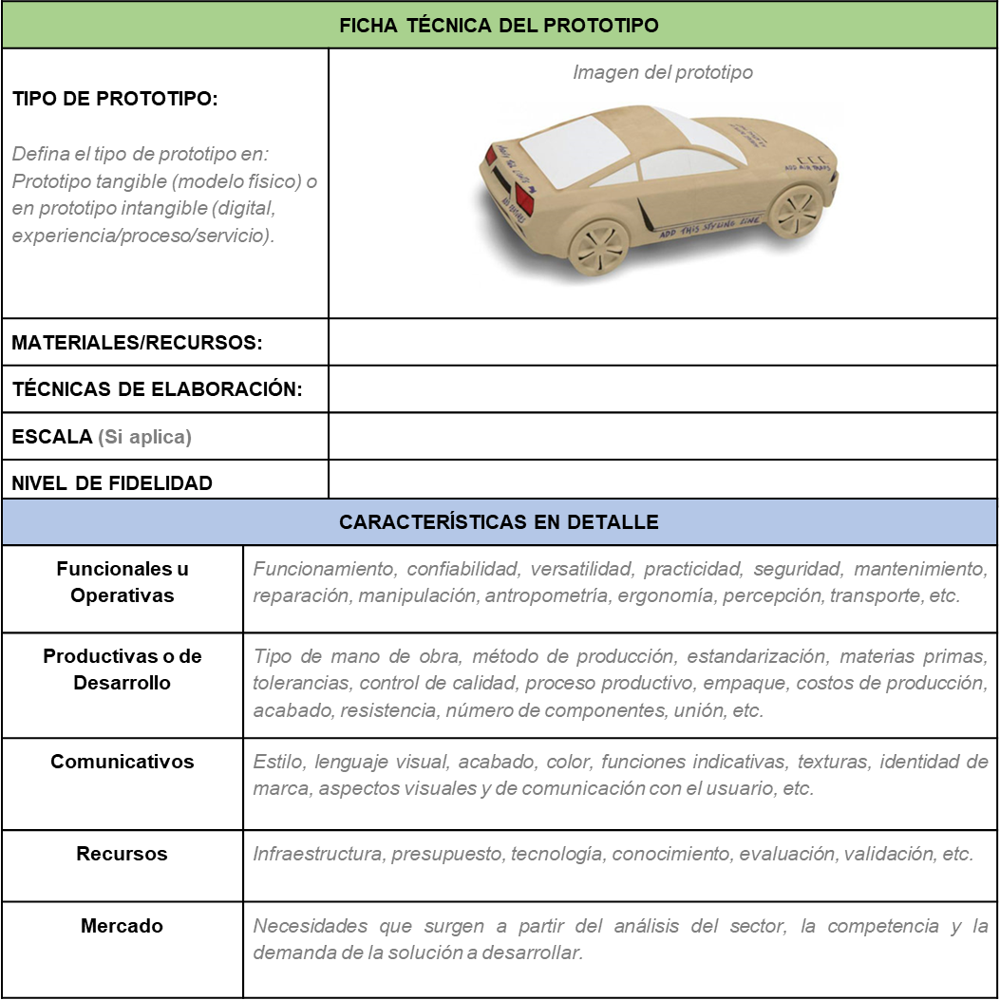 FICHA TÉCNICA DEL PROTOTIPO
TIPO DE PROTOTIPO:
Defina el tipo de prototipo en:
Prototipo tangible (modelo físico) o
en prototipo intangible (digital,
experiencia/proceso/servicio).
Imagen del prototipo
ADD AIR TRAPS
ADD THIS STYLING LINE
MATERIALES/RECURSOS:
TÉCNICAS DE ELABORACIÓN:
ESCALA (Si aplica)
NIVEL DE FIDELIDAD
CARACTERÍSTICAS EN DETALLE
Funcionales u
Operativas
Funcionamiento, confiabilidad, versatilidad, practicidad, seguridad, mantenimiento,
reparación, manipulación, antropometría, ergonomía, percepción, transporte, etc.
Productivas o de
Desarrollo
Tipo de mano de obra, método de producción, estandarización, materias primas,
tolerancias, control de calidad, proceso productivo, empaque, costos de producción,
acabado, resistencia, número de componentes, unión, etc.
Comunicativos
Estilo, lenguaje visual, acabado, color, funciones indicativas, texturas, identidad de
marca, aspectos visuales y de comunicación con el usuario, etc.
Recursos
Infraestructura, presupuesto, tecnología, conocimiento, evaluación, validación, etc.
Mercado
Necesidades que surgen a partir del análisis del sector, la competencia y la
demanda de la solución a desarrollar.